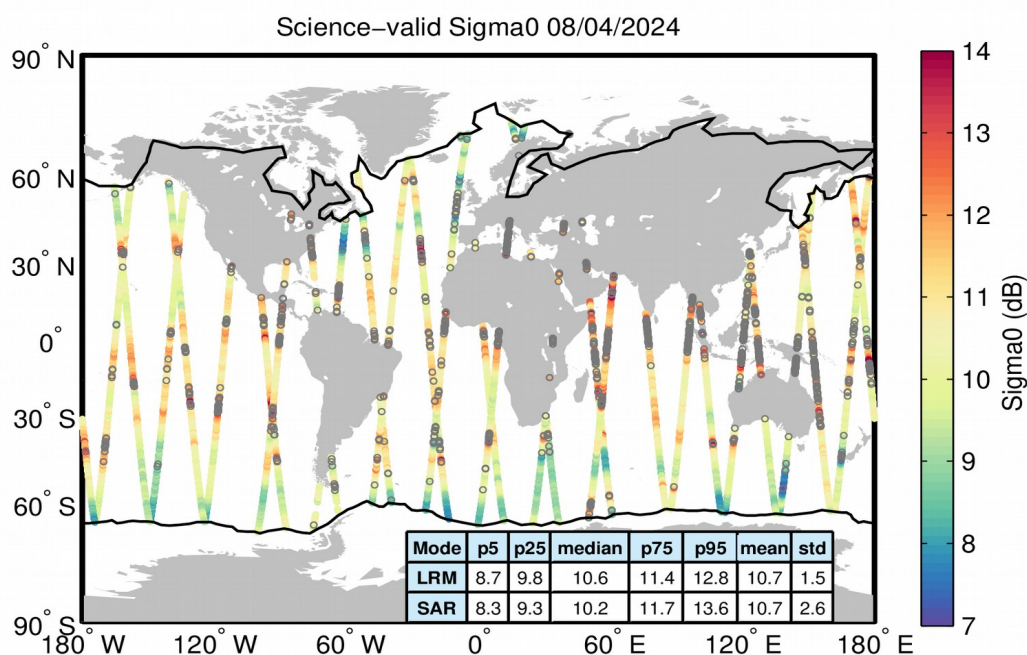 Science−valid Sigma0 08/04/2024
90° N
60° N
30° N
0°
30° S
60° S
90° S
180° W
120° W
60° W
0°
60° E
120° E
180° E
14
13
12
11
10
9
8
7
Sigma0 (dB)
Mode p5 p25 median p75 p95 mean std
LRM 8.7 9.8 10.6 11.4 12.8 10.7 1.5
SAR 8.3 9.3 10.2 11.7 13.6 10.7 2.6